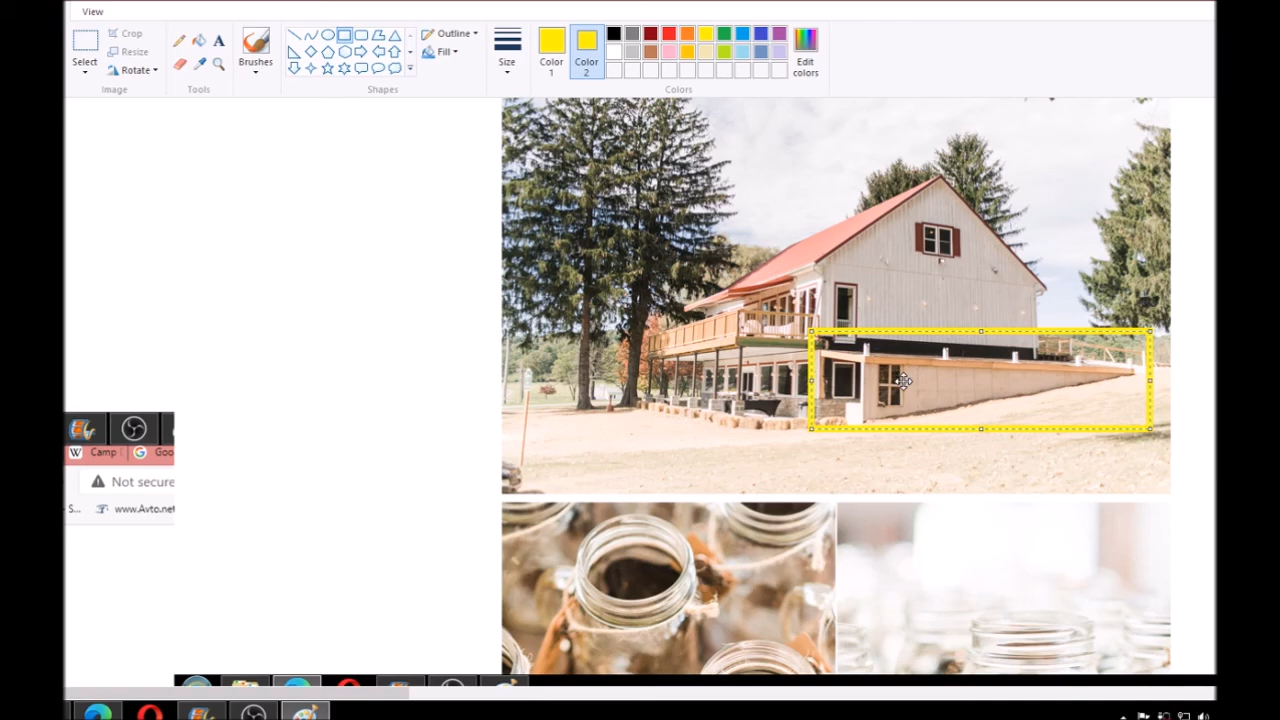 View
Crop
Resize
Rotate
Select
Image
Tools
Brushes
Shapes
Outline
Fill
Size
Color
1
Color
2
Edit
colors
Colors
W Camp
G Goo
Not secure
S...
www.Avto.net